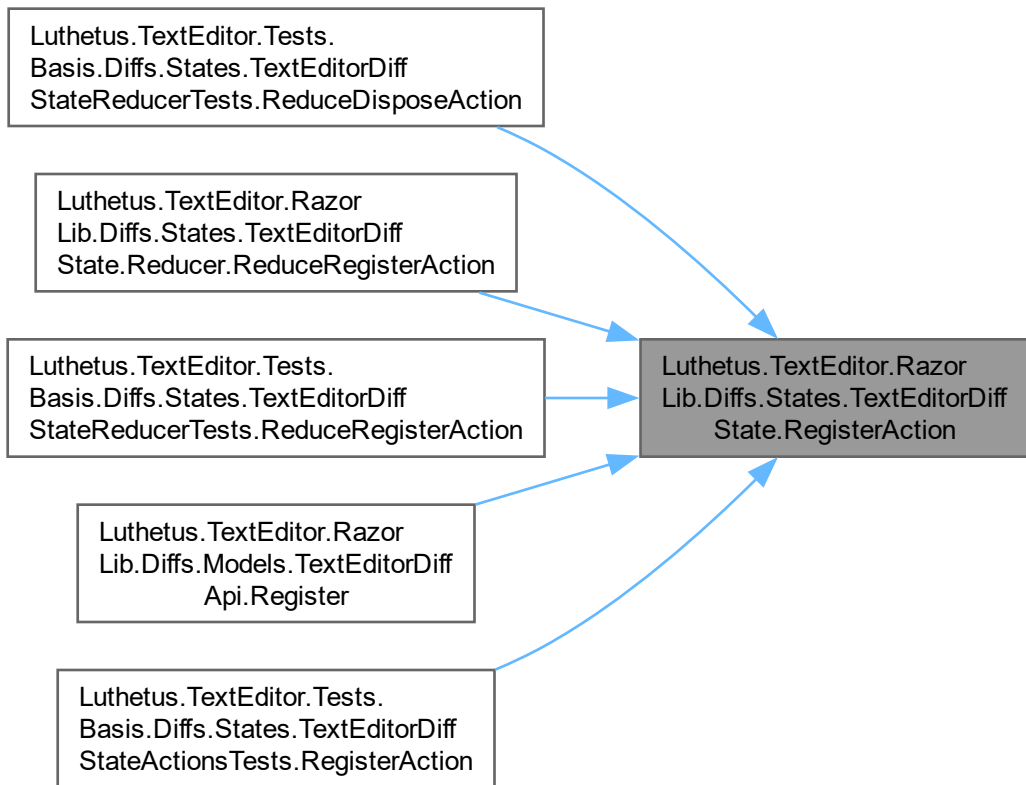 Luthetus.TextEditor.Tests.
Basis.Diffs.States.TextEditorDiff
StateReducerTests.ReduceDisposeAction
Luthetus.TextEditor.Razor
Lib.Diffs.States.TextEditorDiff
State.Reducer.ReduceRegisterAction
Luthetus.TextEditor.Tests.
Basis.Diffs.States.TextEditorDiff
StateReducerTests.ReduceRegisterAction
Luthetus.TextEditor.Razor
Lib.Diffs.States.TextEditorDiff
State.RegisterAction
Luthetus.TextEditor.Razor
Lib.Diffs.Models.TextEditorDiff
Api.Register
Luthetus.TextEditor.Tests.
Basis.Diffs.States.TextEditorDiff
StateActionsTests.RegisterAction